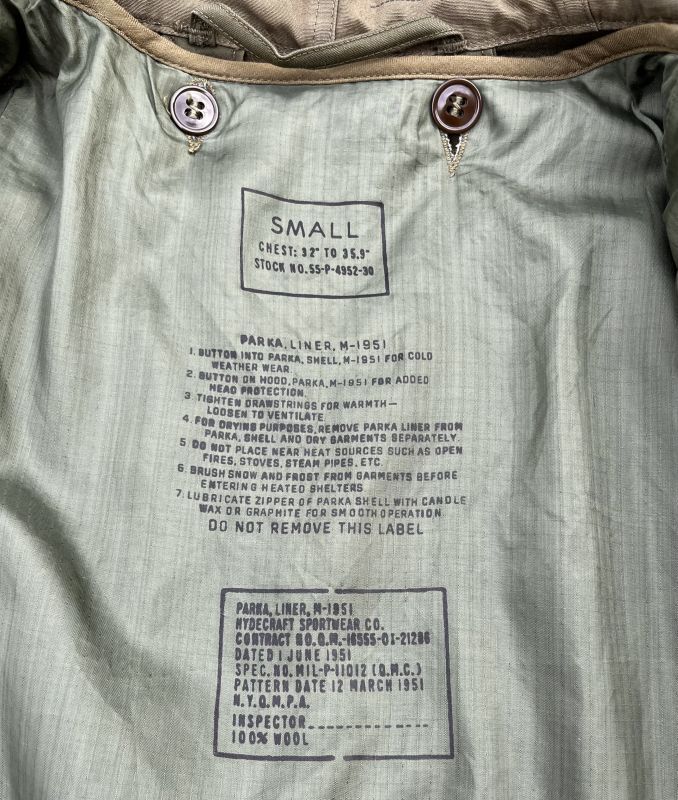 SMALL
CHEST: 32" TO 35.9"
STOCK NO. 55-P-4952-30
PARKA, LINER, M-1951
1. BUTTON INTO PARKA, SHELL, M-1951 FOR COLD
WEATHER WEAR.
2. BUTTON ON HOOD, PARKA, M-1951 FOR ADDED
HEAD PROTECTION.
3. TIGHTEN DRAWSTRINGS FOR WARMTH—
LOOSEN TO VENTILATE.
4. FOR DRYING PURPOSES, REMOVE PARKA LINER FROM
PARKA, SHELL AND DRY GARMENTS SEPARATELY.
5. DO NOT PLACE NEAR HEAT SOURCES SUCH AS OPEN
FIRES, STOVES, STEAM PIPES, ETC.
6. BRUSH SNOW AND FROST FROM GARMENTS BEFORE
ENTERING HEATED SHELTERS
7. LUBRICATE ZIPPER OF PARKA SHELL WITH CANDLE
WAX OR GRAPHITE FOR SMOOTH OPERATION
DO NOT REMOVE THIS LABEL
PARKA, LINER, M-1951
HYDECRAFT SPORTWEAR CO.
CONTRACT NO. Q.M.-16555-01-21286
DATED 1 JUNE 1951
SPEC. NO. MIL-P-11012 (Q.M.C.)
PATTERN DATE 12 MARCH 1951
N.Y.Q.M.P.A.
INSPECTOR______________
100% WOOL